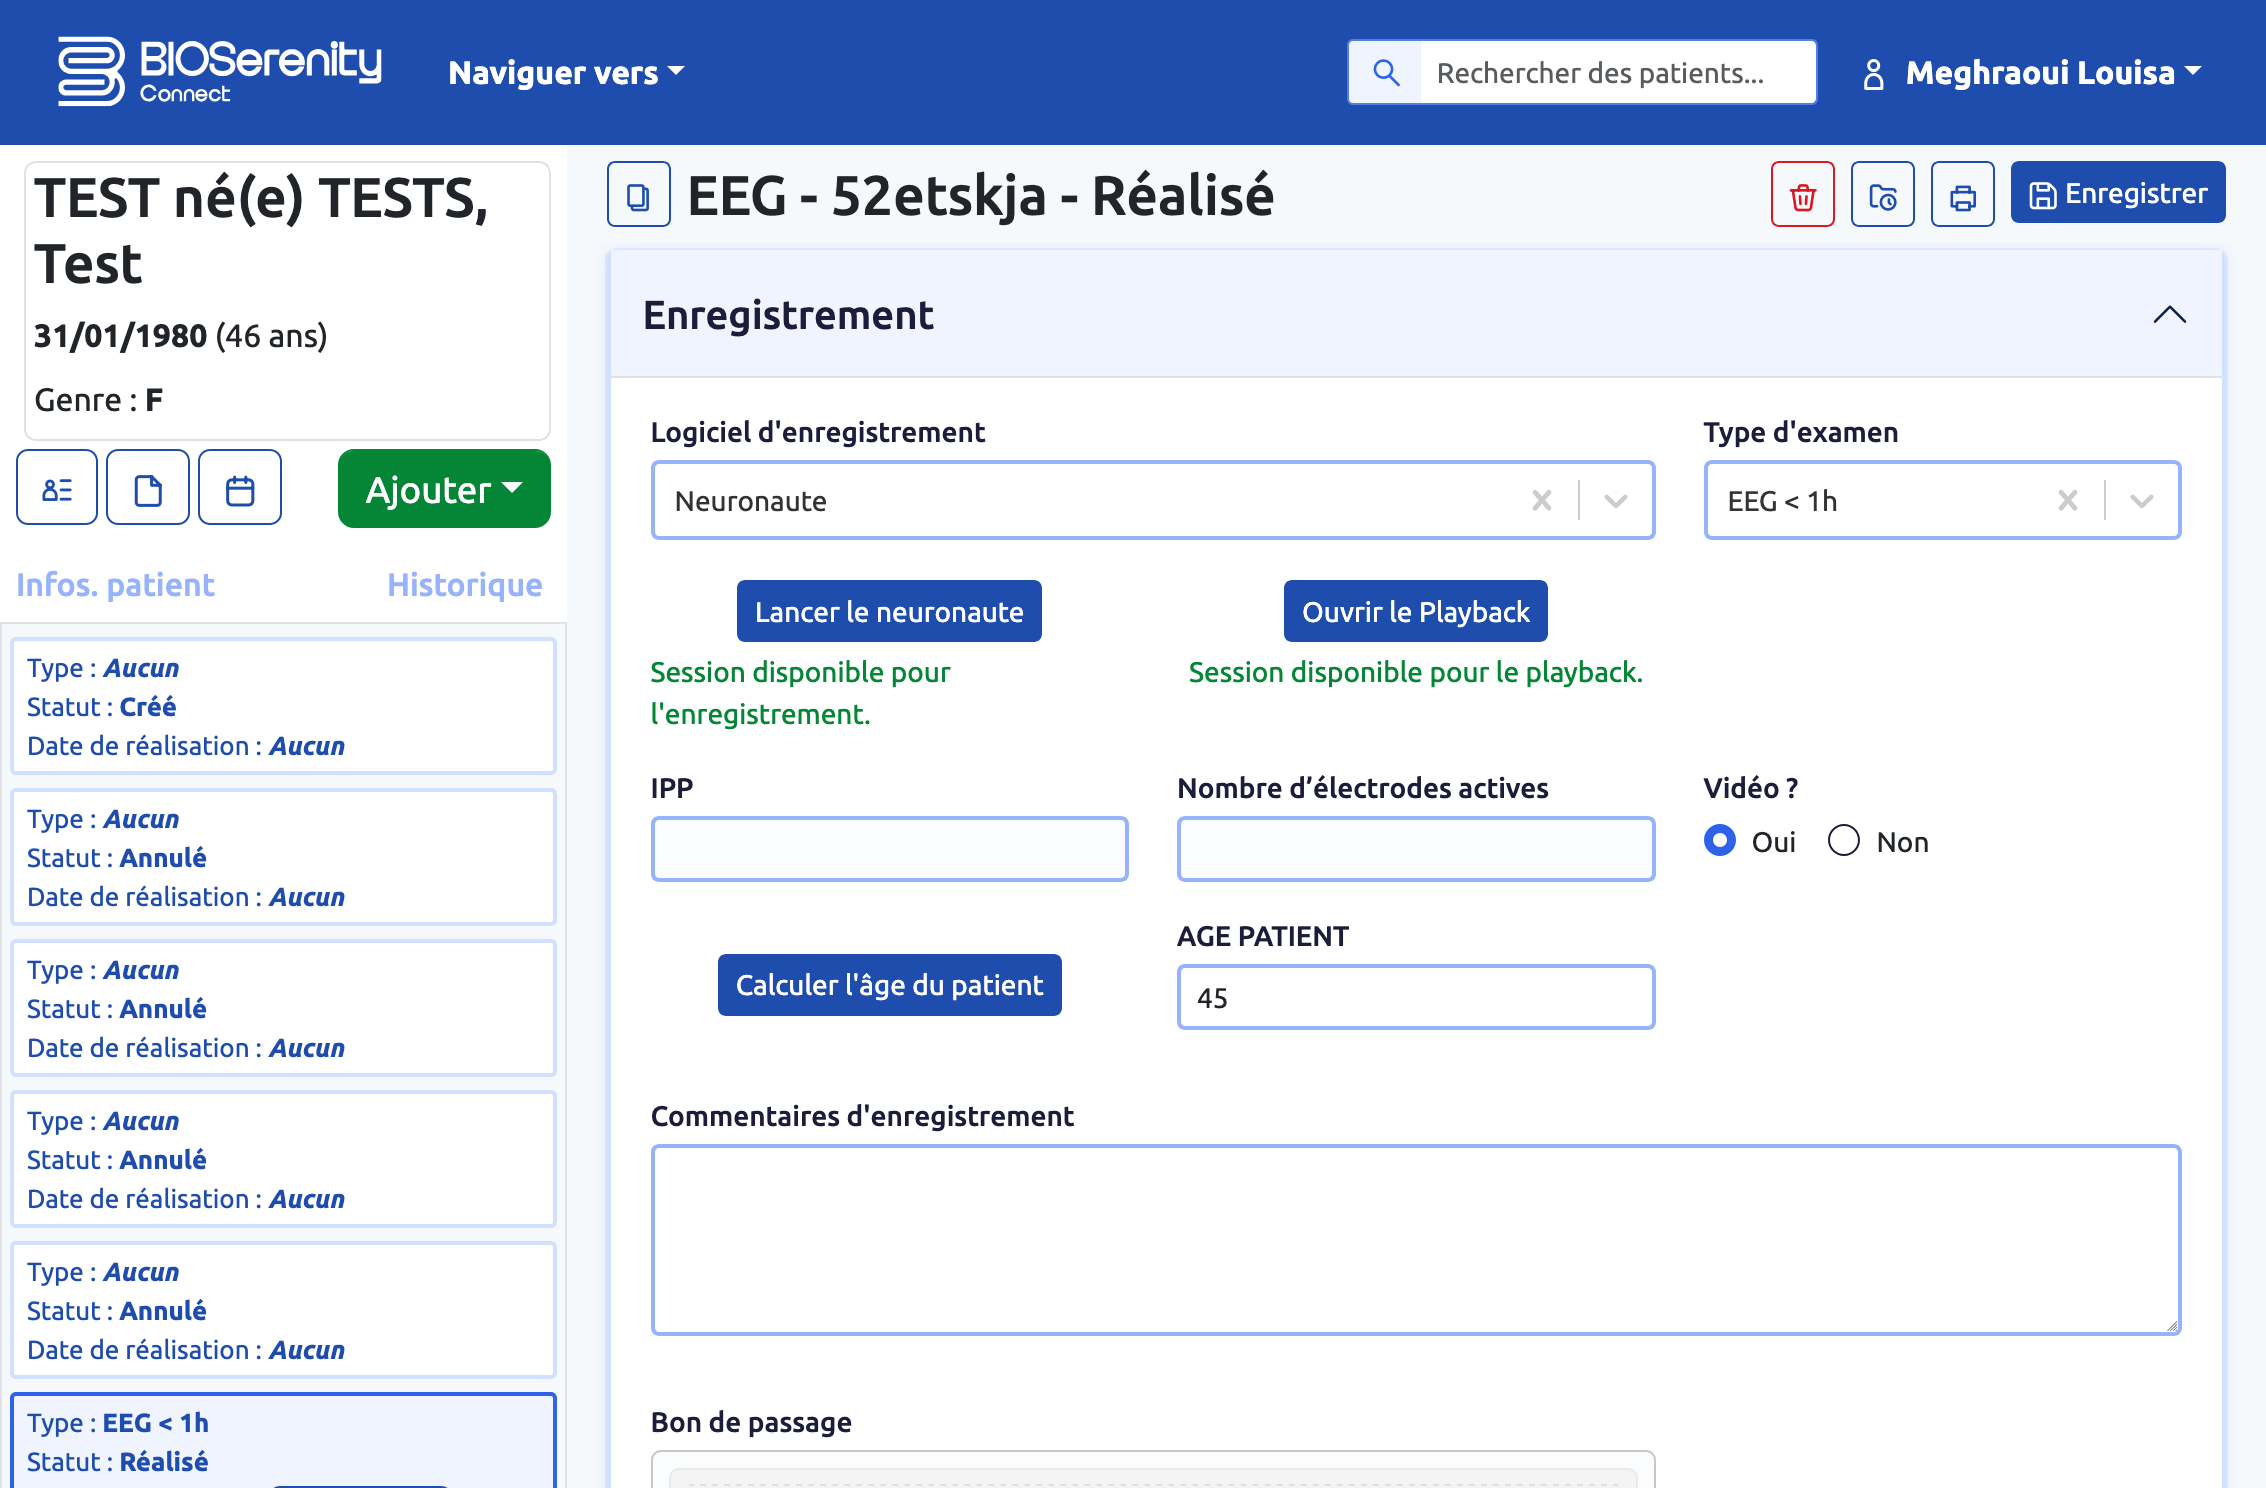 BIOSerenity
Connect
Naviguer vers
Rechercher des patients...
Meghraoui Louisa
TEST né(e) TESTS,
Test
31/01/1980 (46 ans)
Genre : F
Ajouter
Infos. patient
Historique
Type : Aucun
Statut : Créé
Date de réalisation : Aucun
Type : Aucun
Statut : Annulé
Date de réalisation : Aucun
Type : Aucun
Statut : Annulé
Date de réalisation : Aucun
Type : Aucun
Statut : Annulé
Date de réalisation : Aucun
Type : Aucun
Statut : Annulé
Date de réalisation : Aucun
Type : EEG < 1h
Statut : Réalisé
EEG - 52etskja - Réalisé
Enregistrer
Enregistrement
Logiciel d'enregistrement
Type d'examen
Neuronaute
EEG < 1h
Lancer le neuronaute
Ouvrir le Playback
Session disponible pour
l'enregistrement.
Session disponible pour le playback.
IPP
Nombre d’électrodes actives
Vidéo ?
Oui
Non
AGE PATIENT
Calculer l'âge du patient
45
Commentaires d'enregistrement
Bon de passage